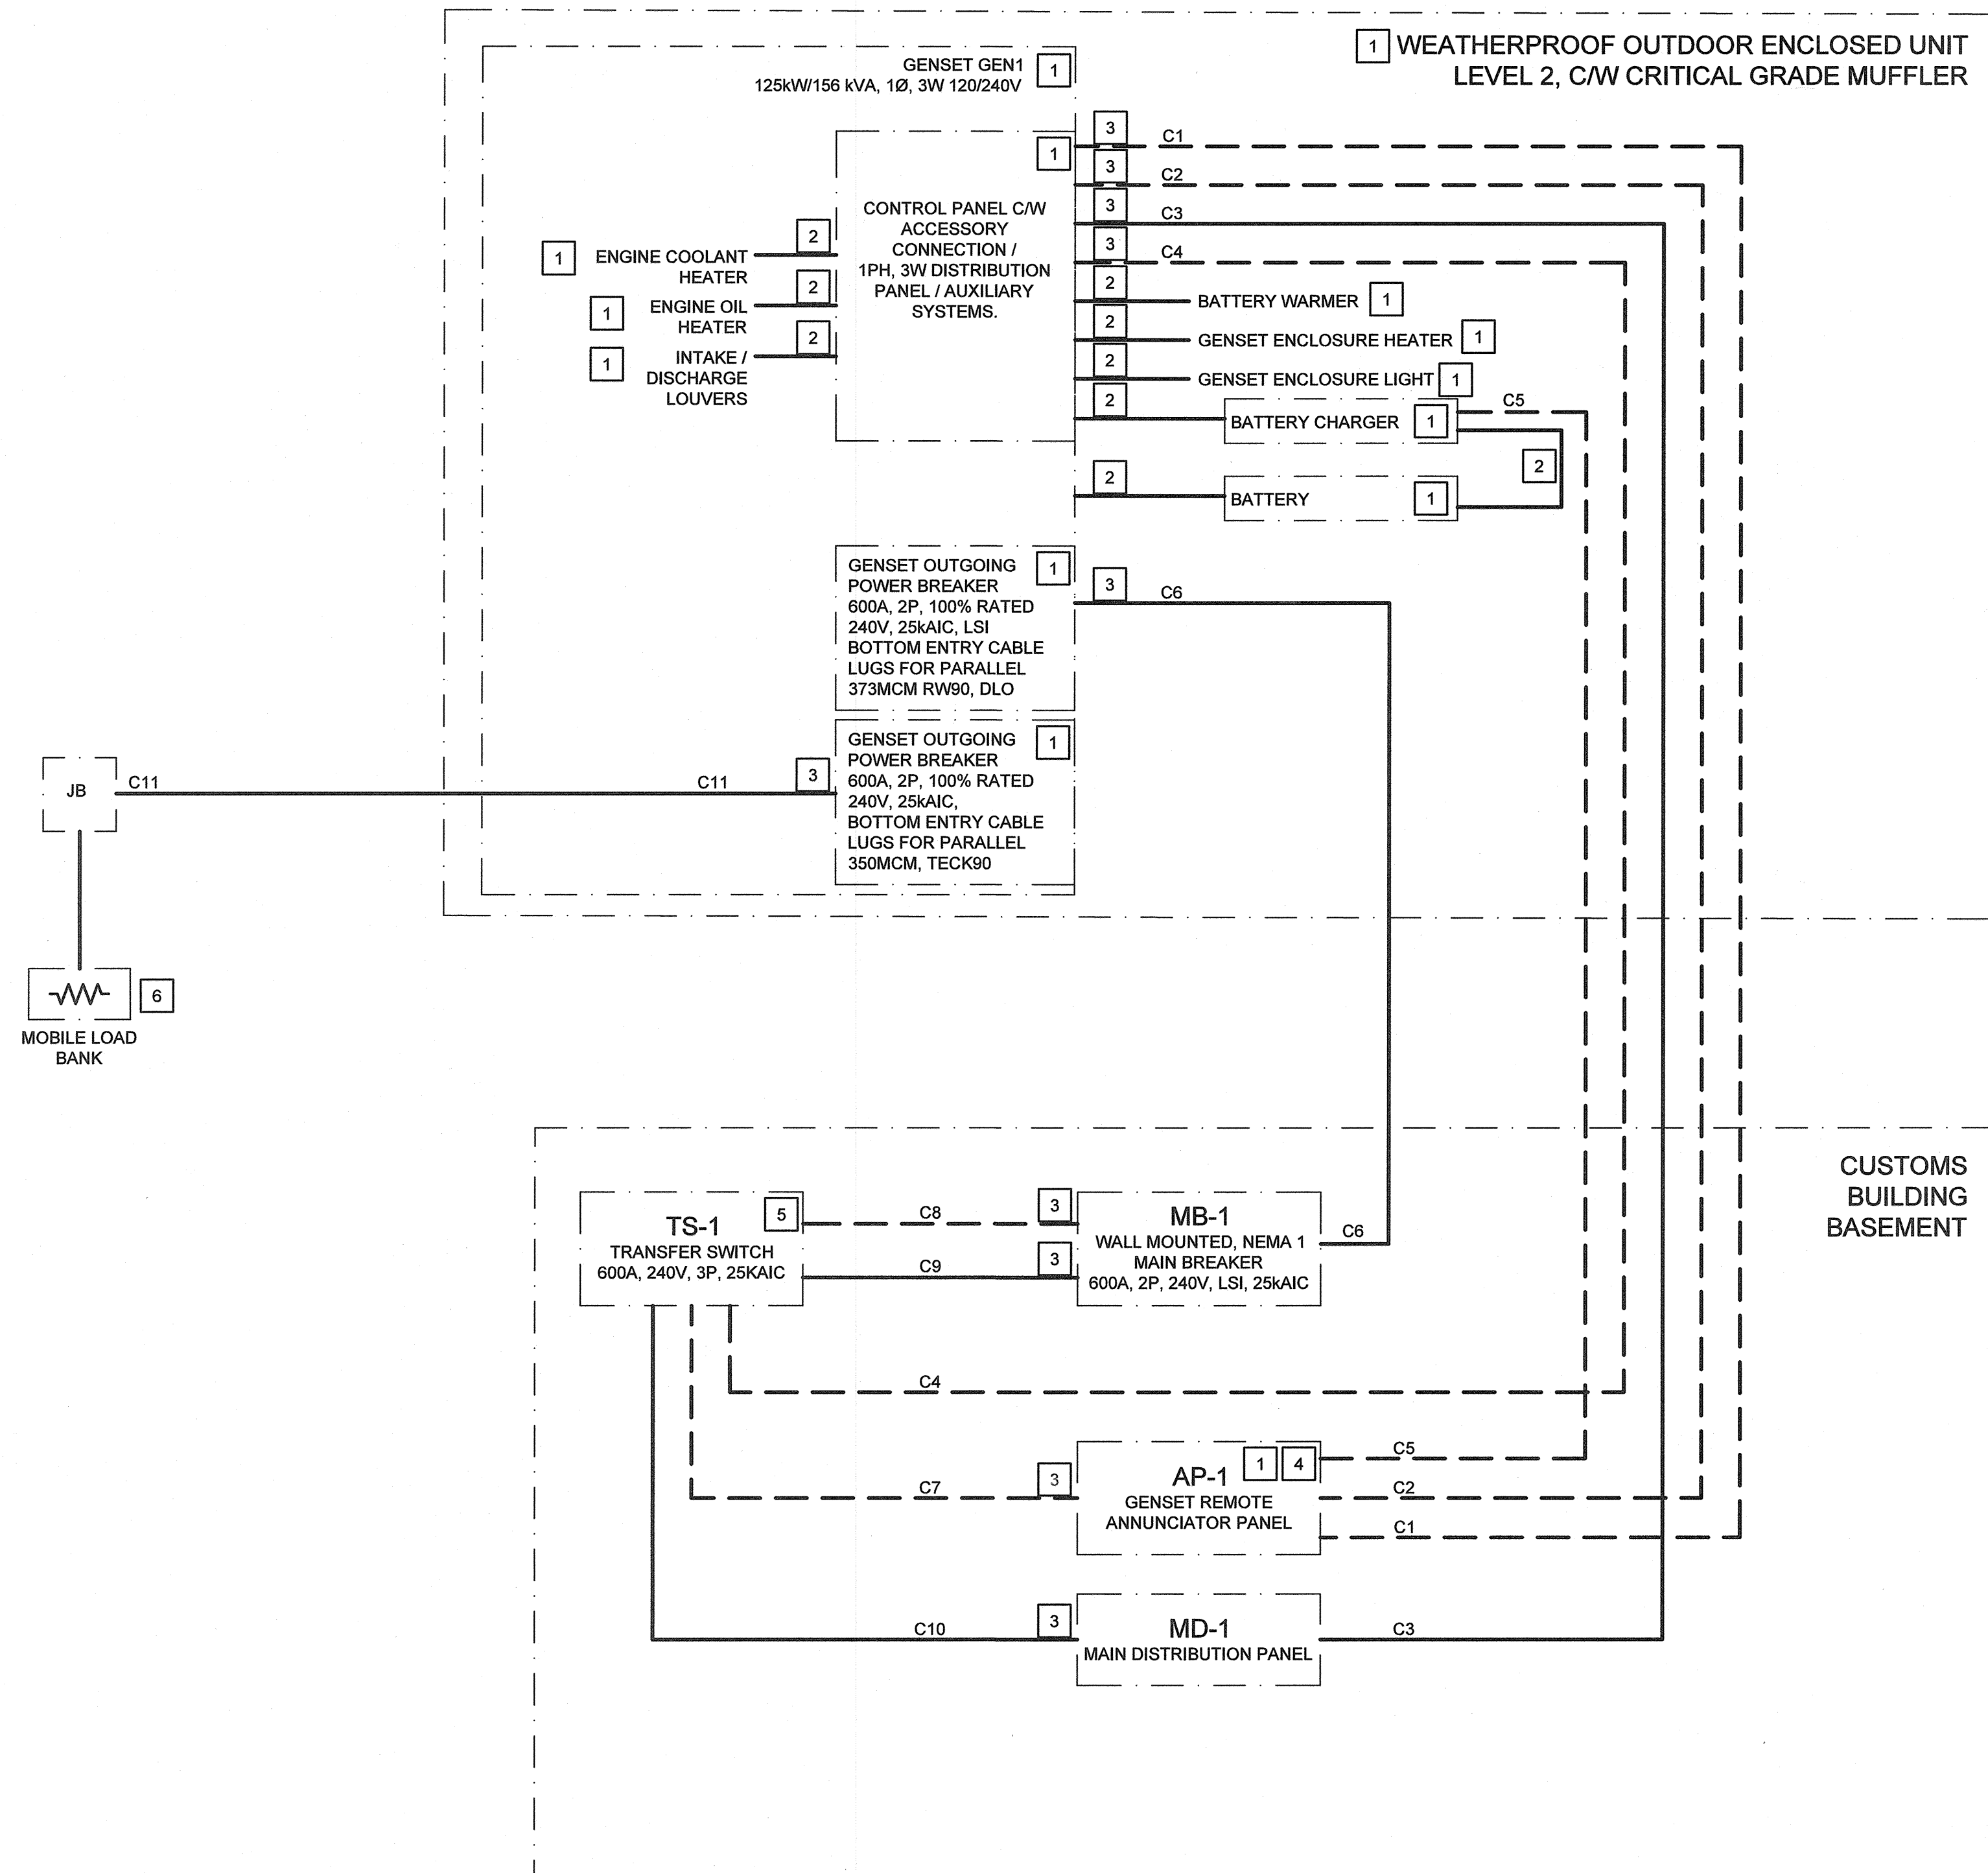 1 WEATHERPROOF OUTDOOR ENCLOSED UNIT
LEVEL 2, C/W CRITICAL GRADE MUFFLER
GENSET GEN1 1
125kW/156 kVA, 1Ø, 3W 120/240V
1
CONTROL PANEL C/W
ACCESSORY
CONNECTION /
1PH, 3W DISTRIBUTION
PANEL / AUXILIARY
SYSTEMS.
1 ENGINE COOLANT
HEATER
2
1 ENGINE OIL
HEATER
2
1 INTAKE /
DISCHARGE
LOUVERS
2
3 C1
3 C2
3 C3
3 C4
2 BATTERY WARMER 1
2 GENSET ENCLOSURE HEATER 1
2 GENSET ENCLOSURE LIGHT 1
2 BATTERY CHARGER 1
C5
2
2 BATTERY 1
GENSET OUTGOING 1
POWER BREAKER
600A, 2P, 100% RATED
240V, 25kAIC, LSI
BOTTOM ENTRY CABLE
LUGS FOR PARALLEL
373MCM RW90, DLO
3 C6
GENSET OUTGOING 1
POWER BREAKER
600A, 2P, 100% RATED
240V, 25kAIC,
BOTTOM ENTRY CABLE
LUGS FOR PARALLEL
350MCM, TECK90
JB C11 C11 3
6
MOBILE LOAD
BANK
CUSTOMS
BUILDING
BASEMENT
TS-1 5
TRANSFER SWITCH
600A, 240V, 3P, 25KAIC
C8 3
C9 3
MB-1
WALL MOUNTED, NEMA 1
MAIN BREAKER
600A, 2P, 240V, LSI, 25kAIC
C6
C4
C7 3
1 4
AP-1
GENSET REMOTE
ANNUNCIATOR PANEL
C5
C2
C1
C10 3
MD-1
MAIN DISTRIBUTION PANEL
C3